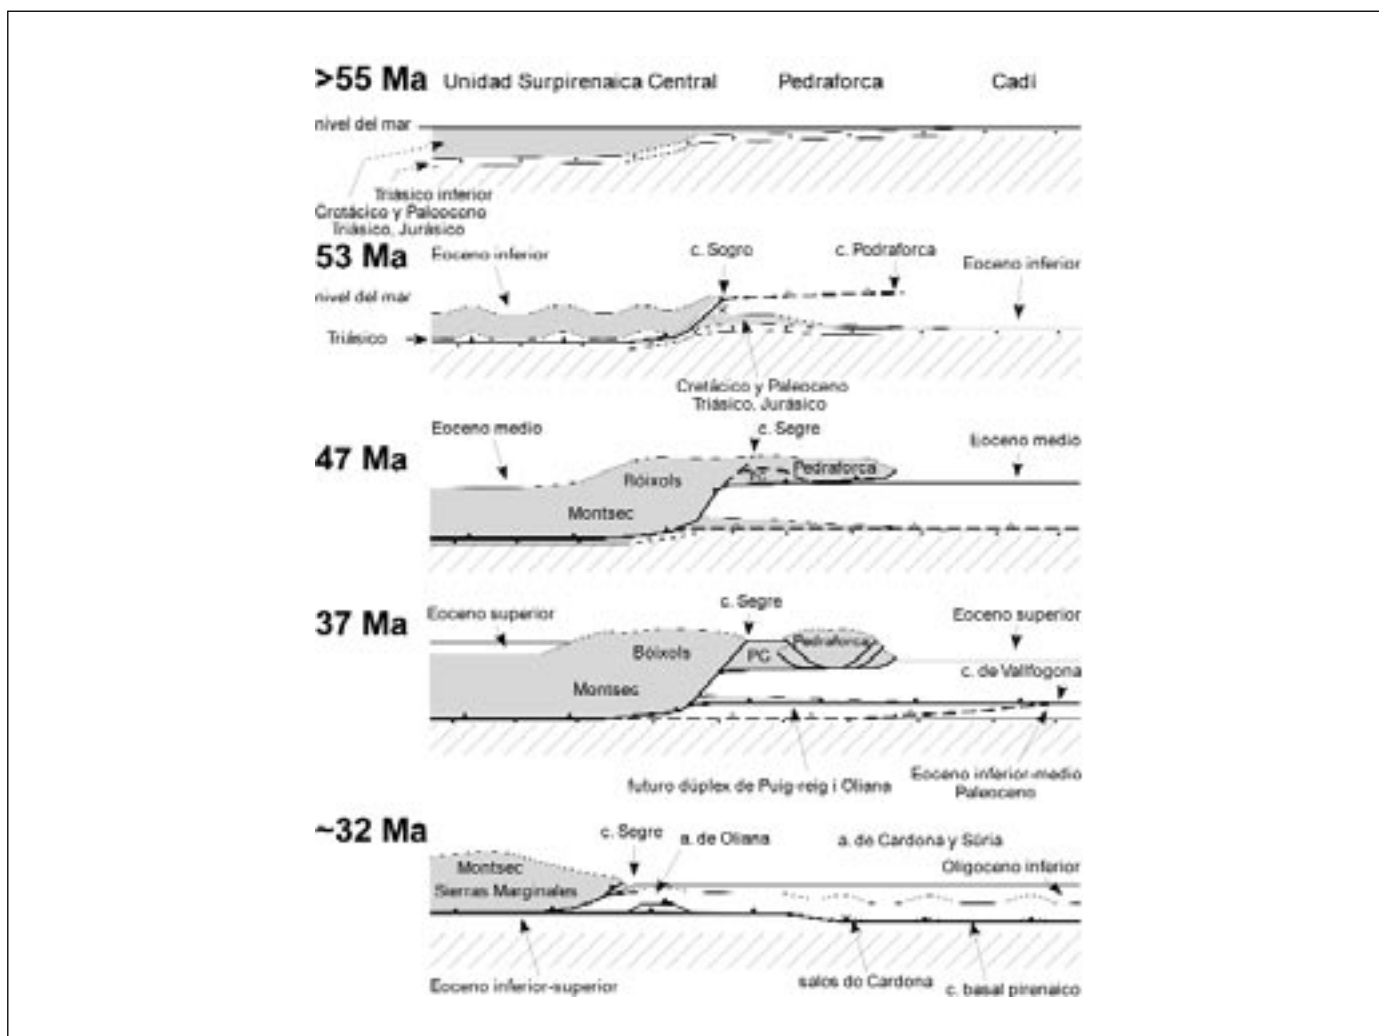 >55 Ma Unidad Surpirenaica Central Pedraforca Cadí
nivel del mar
Triásico inferior
Cretácico y Paleoceno
Triásico, Jurásico
53 Ma Eoceno inferior c. Segre c. Pedraforca Eoceno inferior
nivel del mar
Triásico
Cretácico y Paleoceno
Triásico, Jurásico
47 Ma Eoceno medio c. Segre Eoceno medio
Bóixols PG Pedraforca
Montsec
37 Ma Eoceno superior c. Segre Eoceno superior
Bóixols PG Pedraforca
c. de Vallfogona
Montsec
futuro dúplex de Puig-reig i Oliana
Eoceno inferior-medio
Paleoceno
~32 Ma c. Segre a. de Oliana a. de Cardona y Súria
Montsec Oligoceno inferior
Sierras Marginales
Eoceno inferior-superior
sales de Cardona
c. basal pirenaico